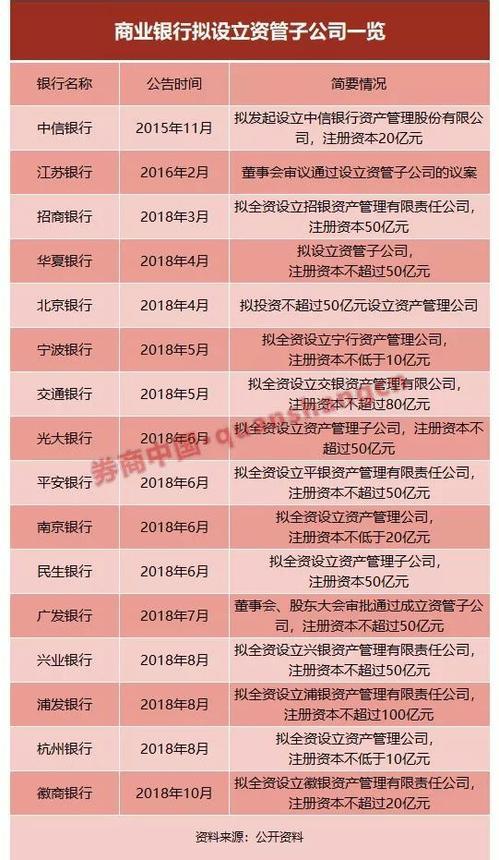 商业银行拟设立资管子公司一览
银行名称 公告时间 简要情况
中信银行 2015年11月 拟发起设立中信银行资产管理股份有限公
司，注册资本20亿元
江苏银行 2016年2月 董事会审议通过设立资管子公司的议案
招商银行 2018年3月 拟全资设立招银资产管理有限责任公司，
注册资本50亿元
华夏银行 2018年4月 拟设立资管子公司，
注册资本不超过50亿元
北京银行 2018年4月 拟投资不超过50亿元设立资产管理公司
宁波银行 2018年5月 拟全资设立宁行资产管理公司，
注册资本不低于10亿元
交通银行 2018年5月 拟全资设立交银资产管理有限公司，
注册资本不超过80亿元
光大银行 2018年6月 拟全资设立资产管理子公司，注册资本不
超过50亿元
平安银行 2018年6月 拟全资设立平银资产管理有限责任公司，
注册资本不超过50亿元
南京银行 2018年6月 拟全资设立资产管理公司，
注册资本不低于20亿元
民生银行 2018年6月 拟全资设立资产管理子公司，
注册资本50亿元
广发银行 2018年7月 董事会、股东大会审批通过成立资管子公
司，注册资本不超过50亿元
兴业银行 2018年8月 拟全资设立兴银资产管理有限责任公司，
注册资本不超过50亿元
浦发银行 2018年8月 拟全资设立浦银资产管理有限责任公司，
注册资本不超过100亿元
杭州银行 2018年8月 拟全资设立资产管理公司，
注册资本不低于10亿元
徽商银行 2018年10月 拟全资设立徽银资产管理有限责任公司，
注册资本不超过20亿元
资料来源：公开资料
券商中国·quanshangcn